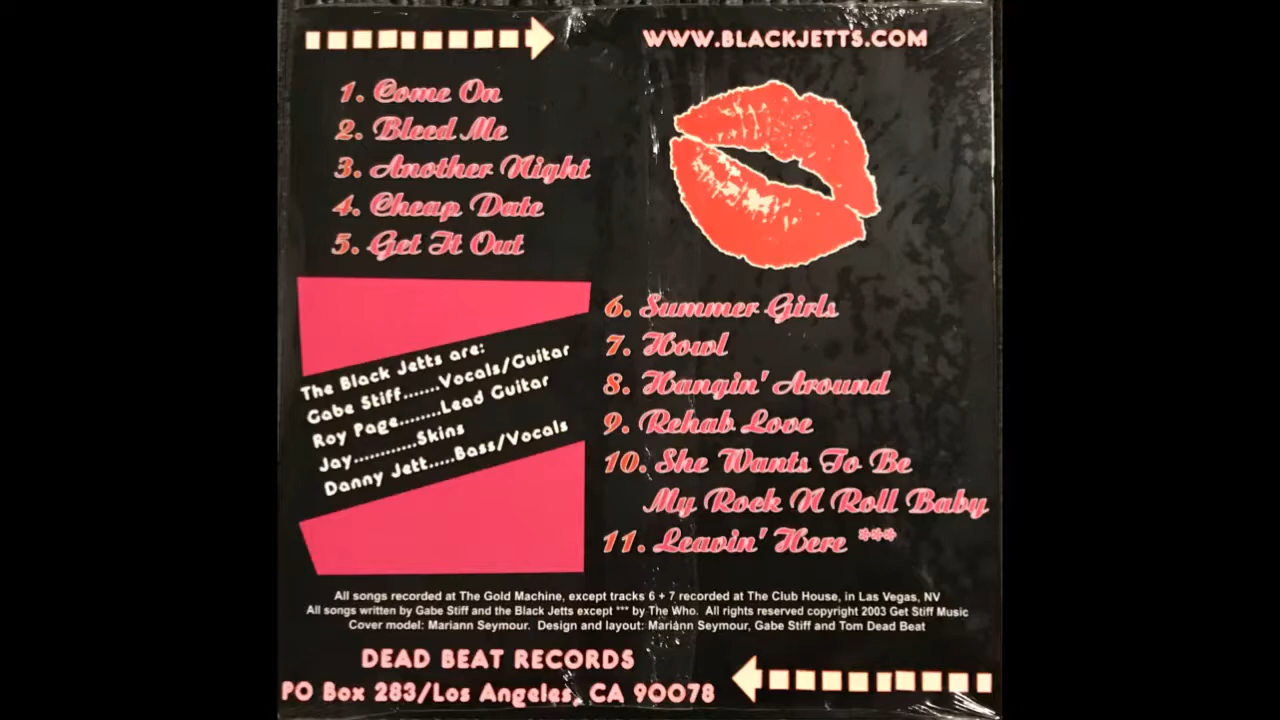 WWW.BLACKJETTS.COM
1. Come On
2. Bleed Me
3. Another Night
4. Cheap Date
5. Get It Out
The Black Jetts are:
Gabe Stiff......Vocals/Guitar
Roy Page........Lead Guitar
Jay............Skins
Danny Jett.....Bass/Vocals
6. Summer Girls
7. Howl
8. Hangin' Around
9. Rehab Love
10. She Wants To Be
My Rock N Roll Baby
11. Leavin' Here ***
All songs recorded at The Gold Machine, except tracks 6 + 7 recorded at The Club House, in Las Vegas, NV
All songs written by Gabe Stiff and the Black Jetts except *** by The Who. All rights reserved copyright 2003 Get Stiff Music
Cover model: Mariann Seymour. Design and layout: Mariann Seymour, Gabe Stiff and Tom Dead Beat
DEAD BEAT RECORDS
PO Box 283/Los Angeles, CA 90078